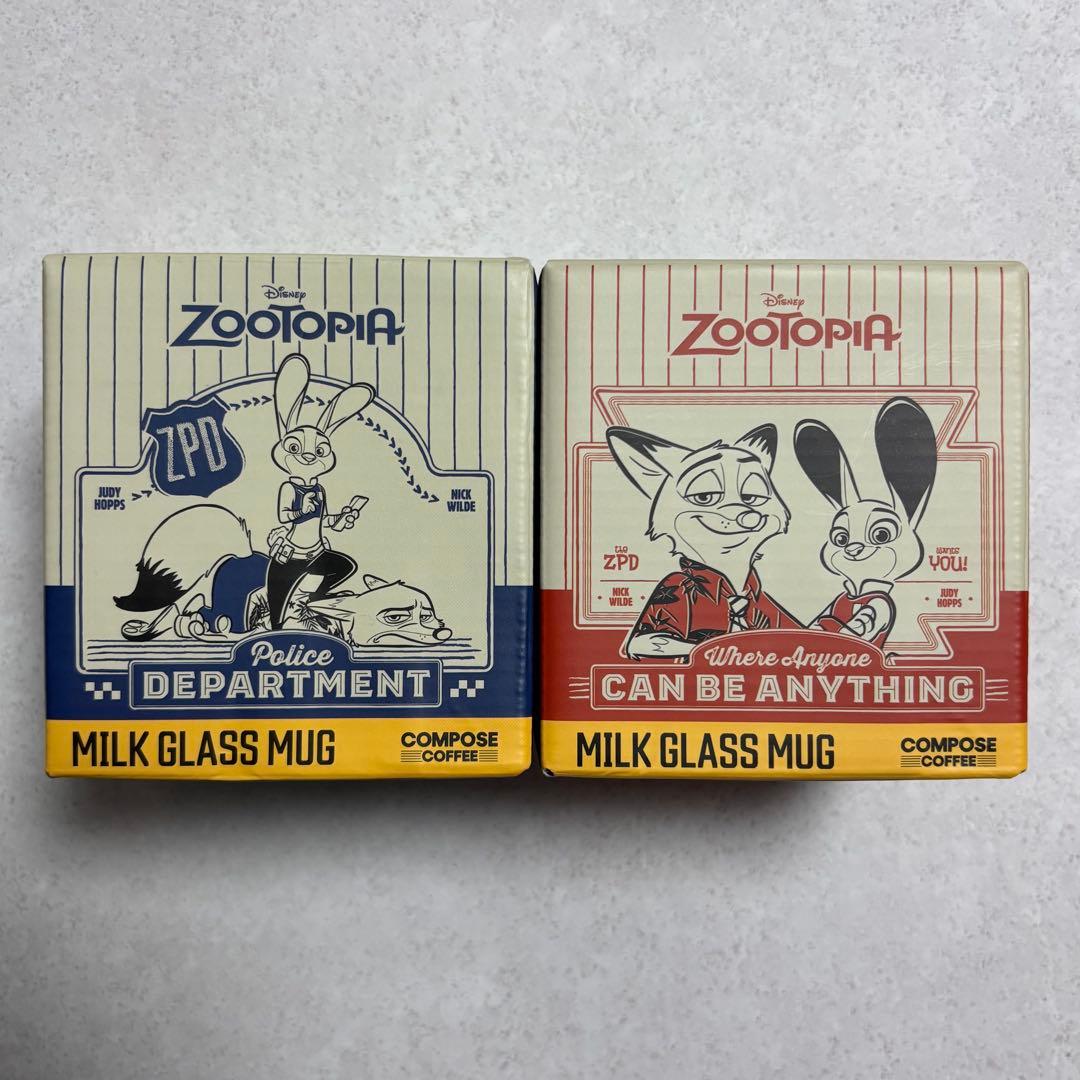 Disney
ZOOTOPIA
ZPD
JUDY
HOPPS
NICK
WILDE
Police
DEPARTMENT
MILK GLASS MUG
COMPOSE
COFFEE
Disney
ZOOTOPIA
The
ZPD
NICK
WILDE
wants
YOU!
JUDY
HOPPS
Where Anyone
CAN BE ANYTHING
MILK GLASS MUG
COMPOSE
COFFEE